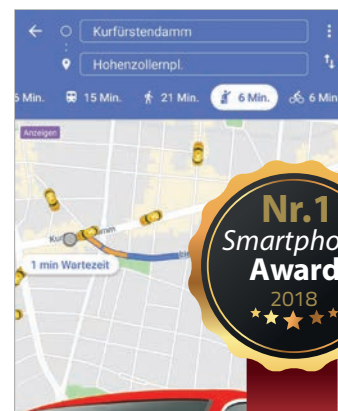 Kurfürstendamm
Hohenzollernpl.
Min.
15 Min.
21 Min.
6 Min.
6 Min
Anzeigen
1 min Wartezeit
Nr.1
Smartpho
Award
2018